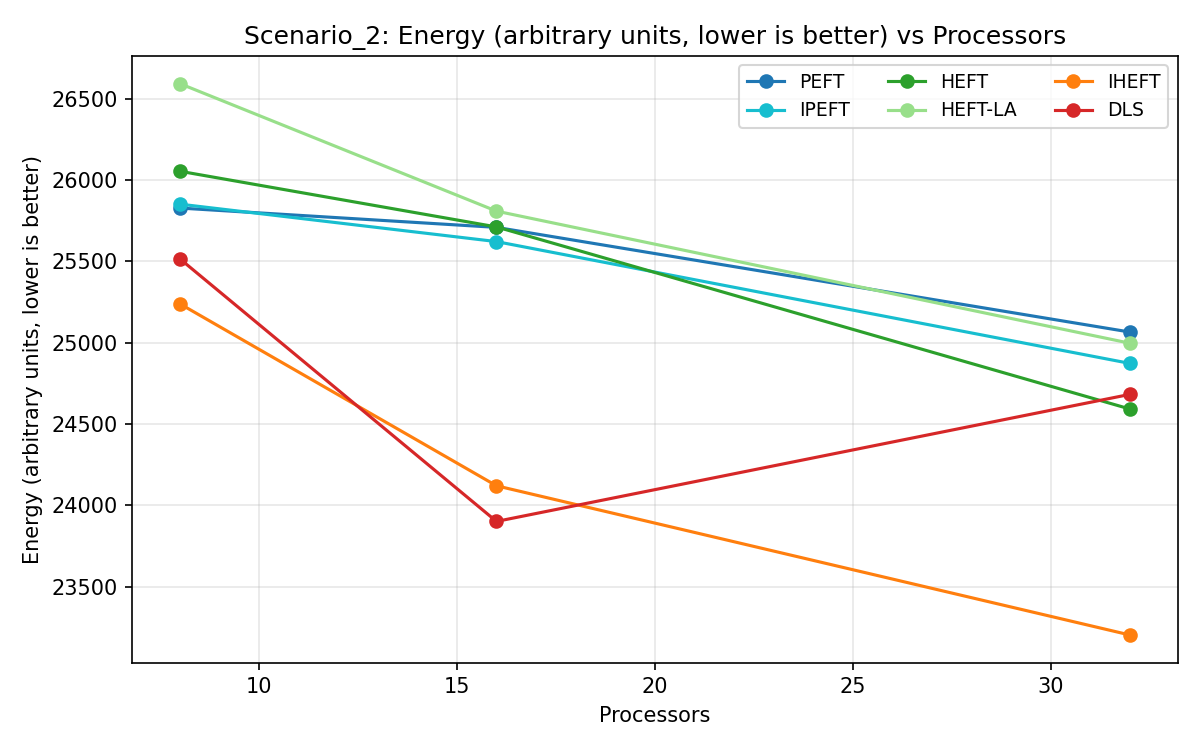 Scenario_2: Energy (arbitrary units, lower is better) vs Processors
PEFT HEFT IHEFT
IPEFT HEFT-LA DLS
Energy (arbitrary units, lower is better)
26500
26000
25500
25000
24500
24000
23500
10 15 20 25 30
Processors